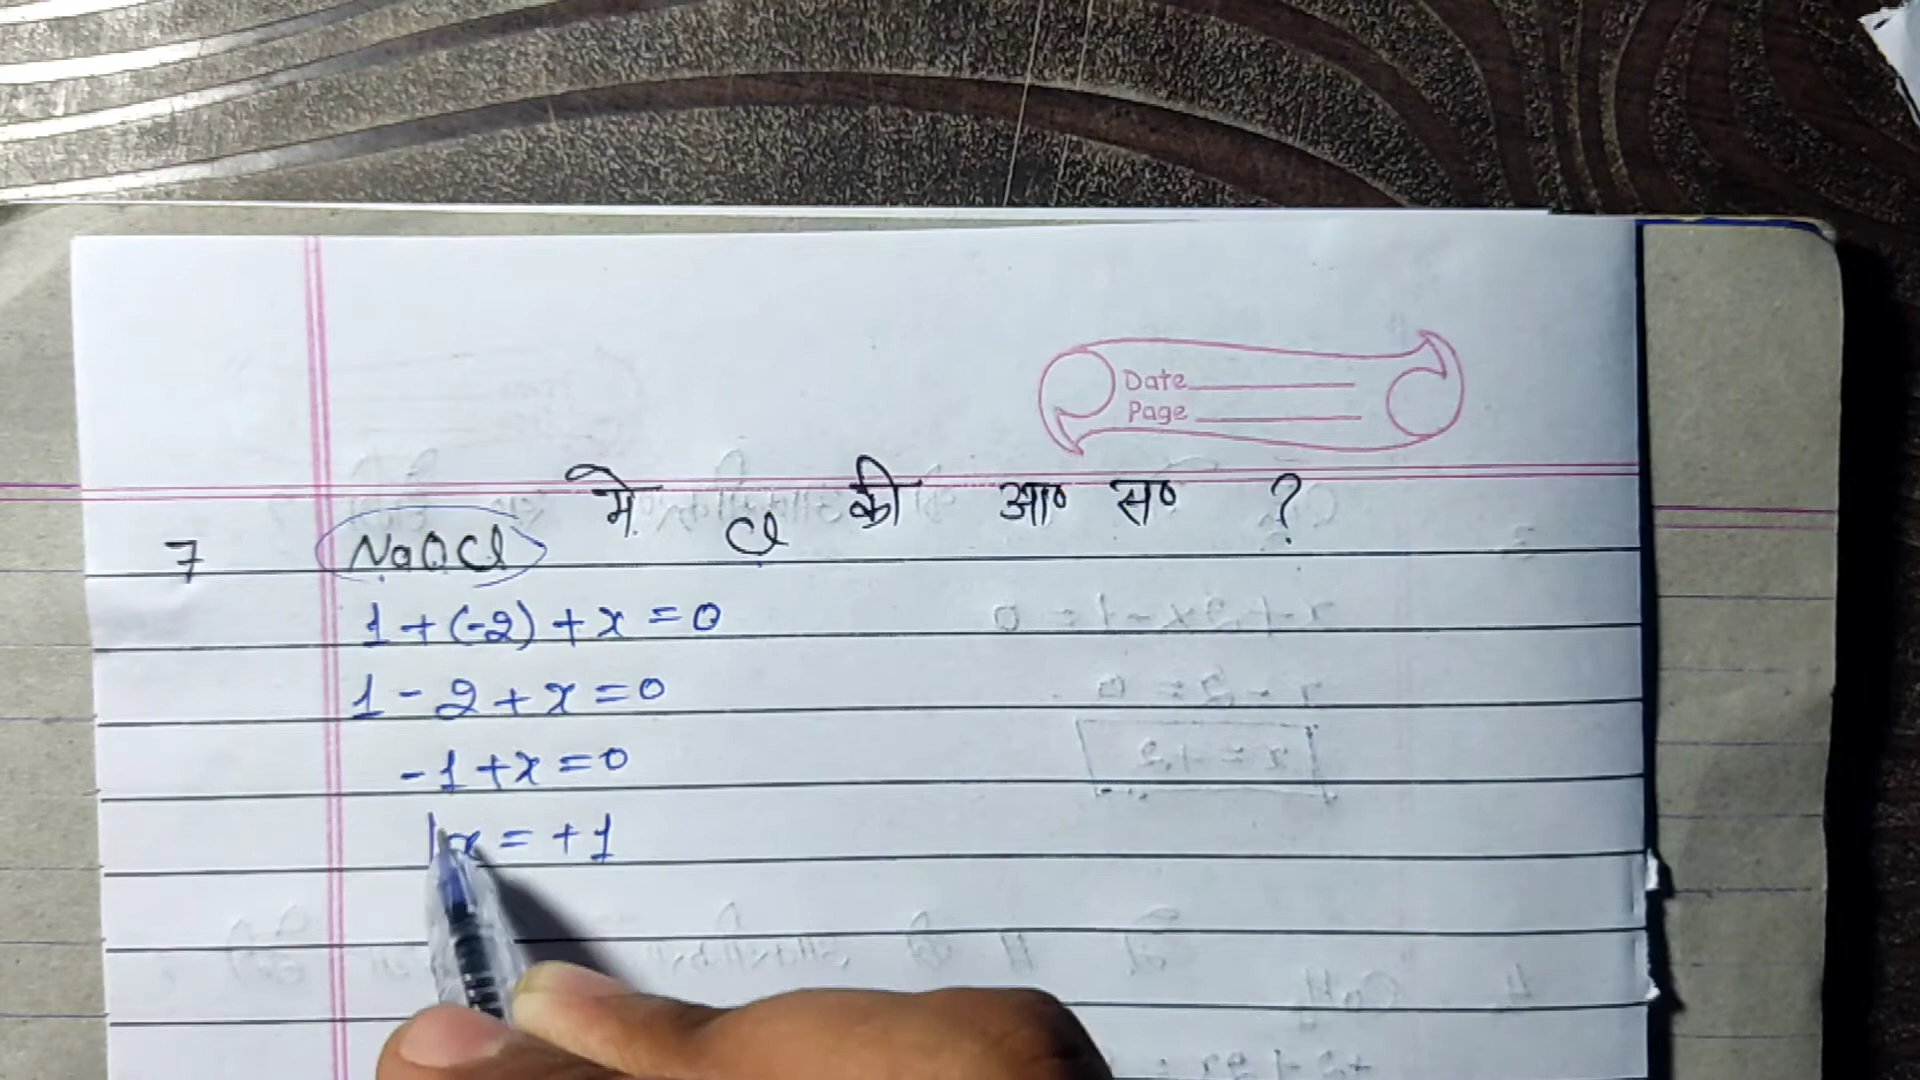 Date
Page
7 NaOCl मे Cl की आ० स० ?
1 + (-2) + x = 0
1 - 2 + x = 0
-1 + x = 0
x = +1